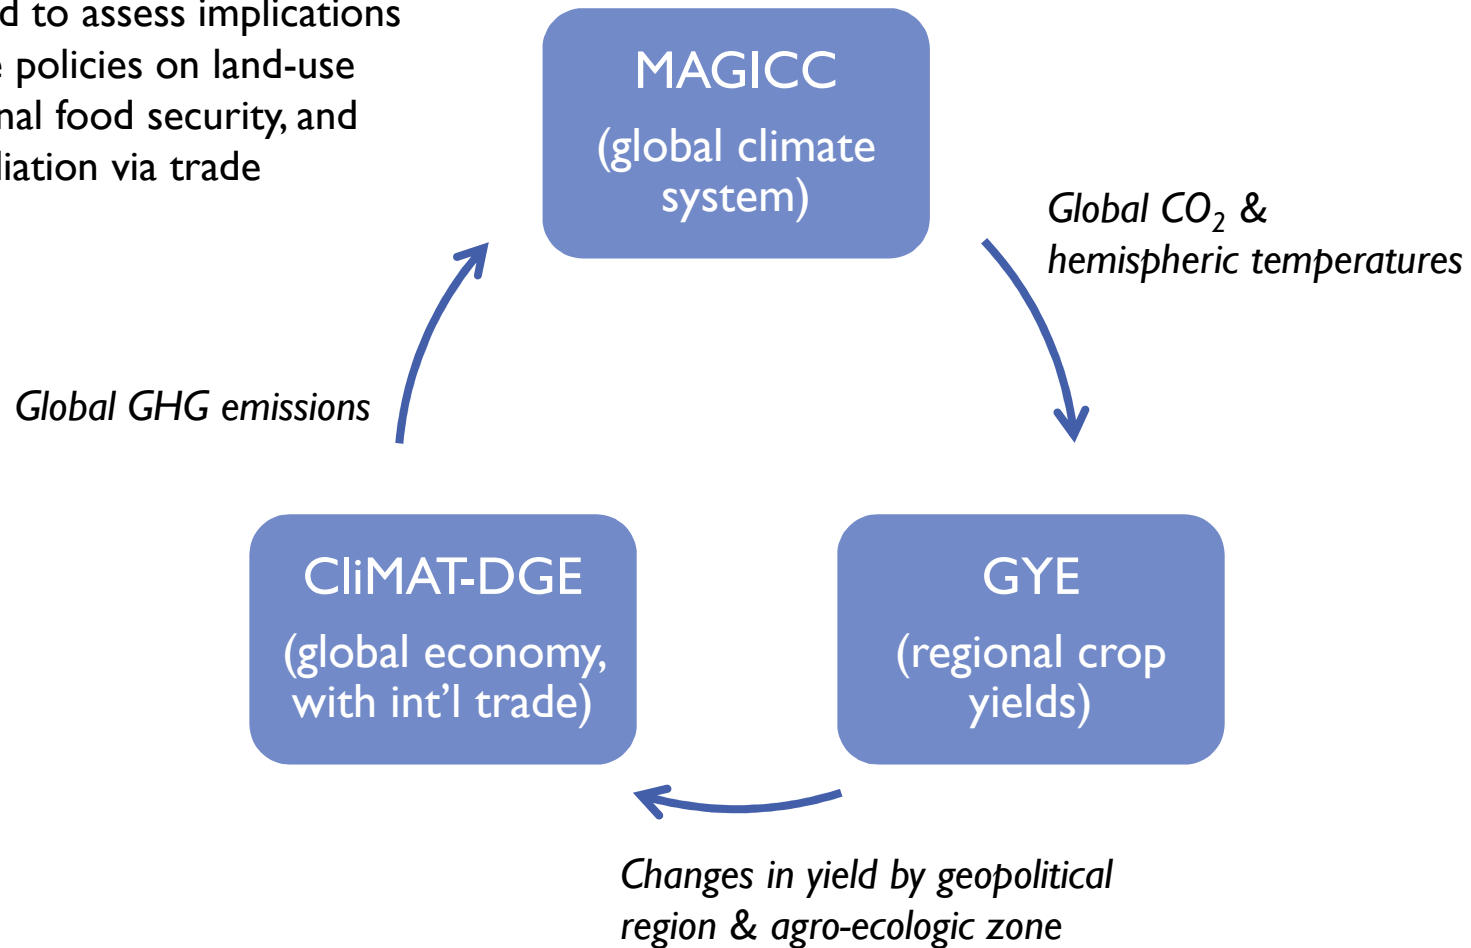 d to assess implications
e policies on land-use
nal food security, and
liation via trade
MAGICC
(global climate
system)
Global CO₂ &
hemispheric temperatures
Global GHG emissions
CliMAT-DGE
(global economy,
with int’l trade)
GYE
(regional crop
yields)
Changes in yield by geopolitical
region & agro-ecologic zone